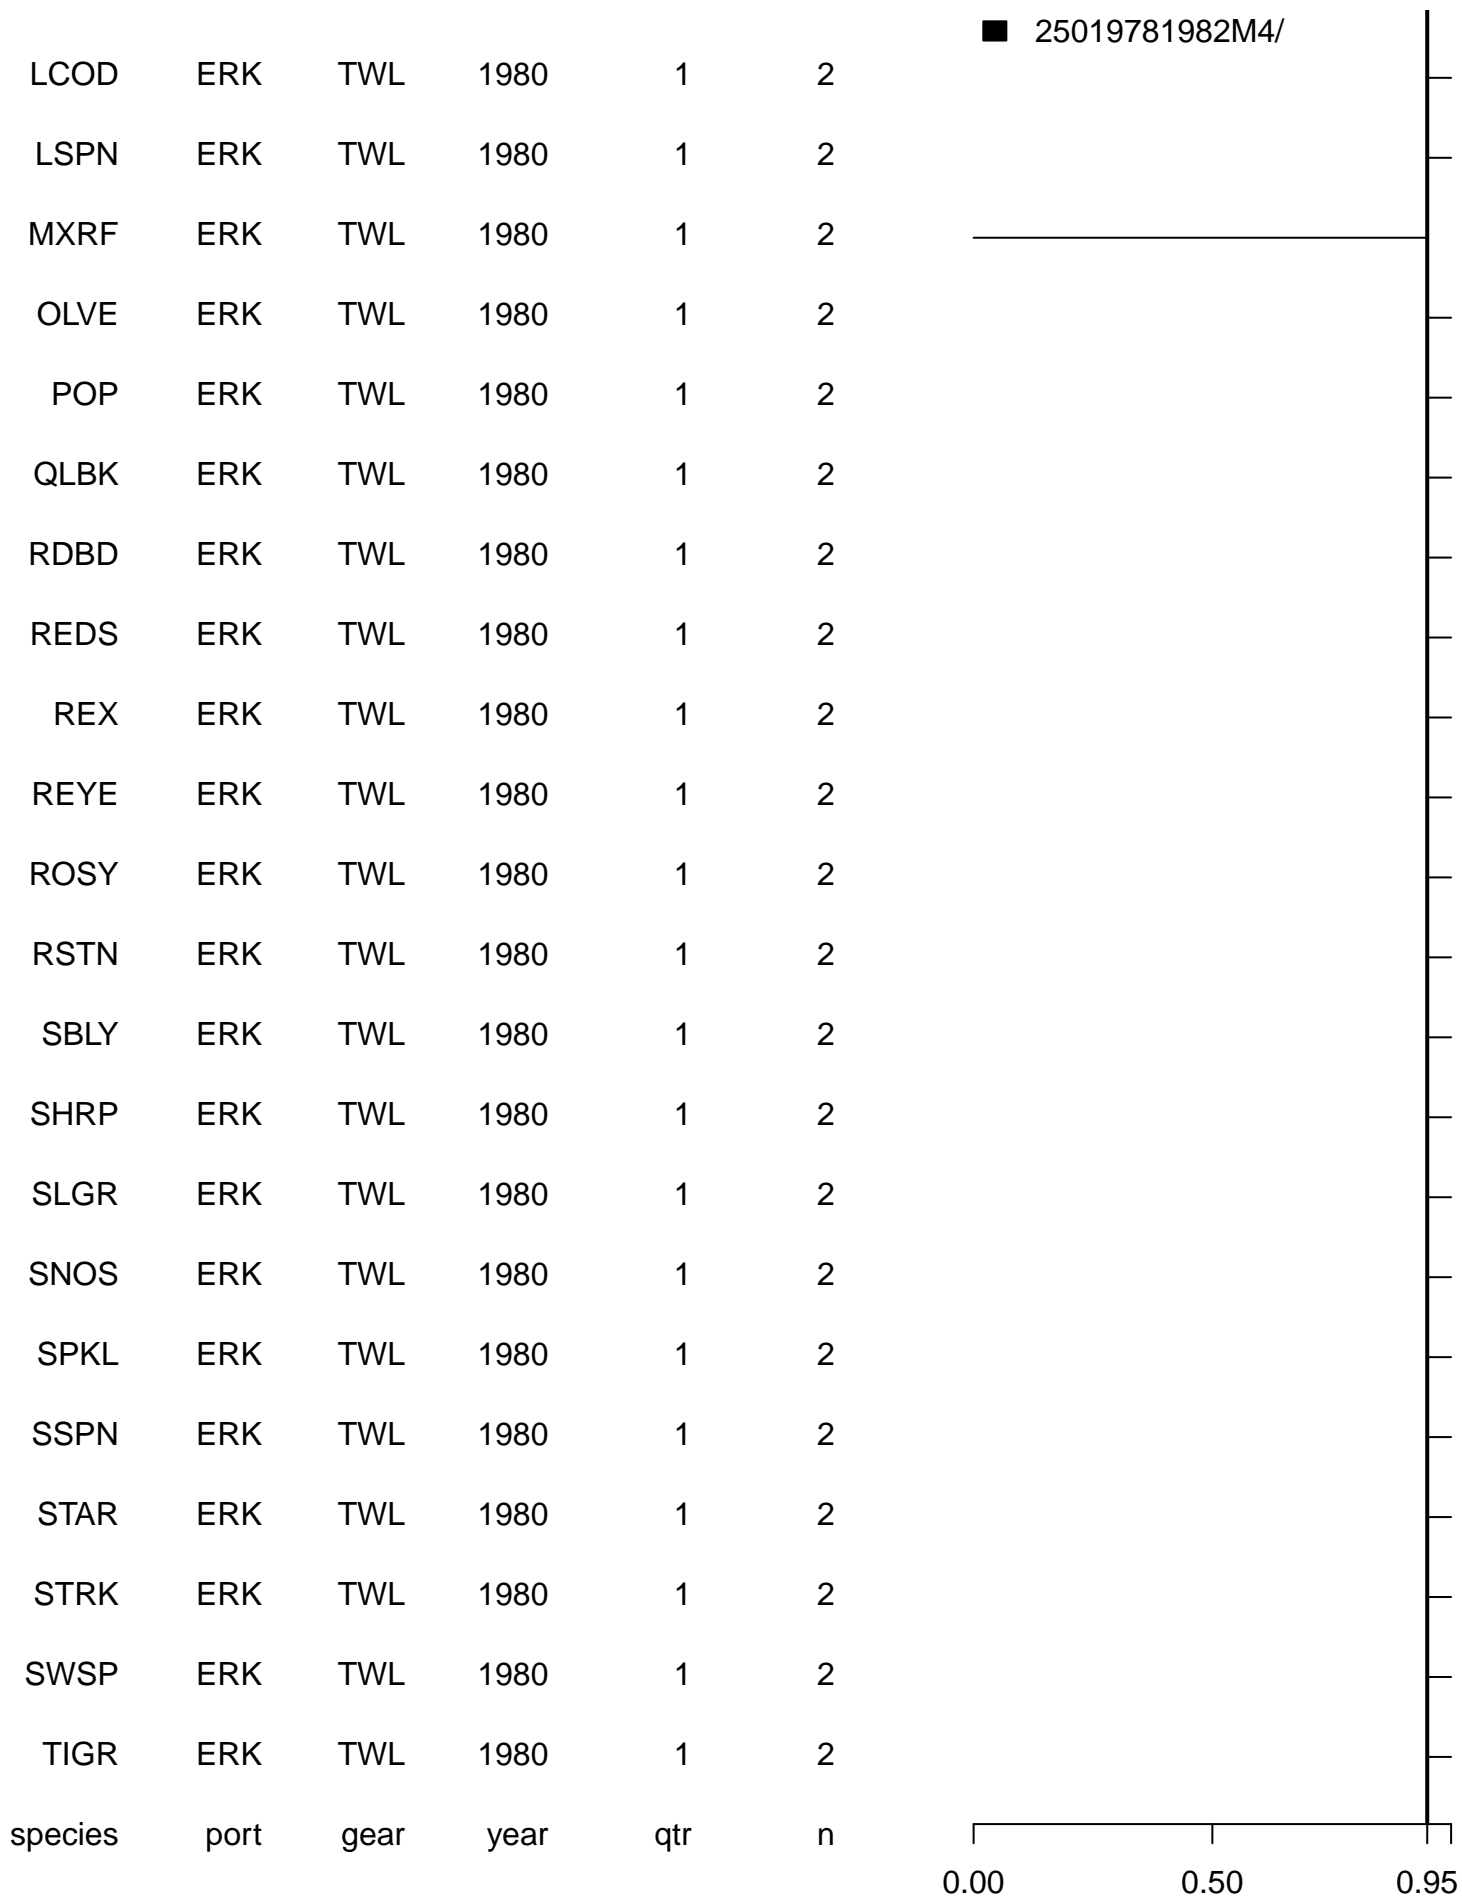 25019781982M4/
LCOD ERK TWL 1980 1 2
LSPN ERK TWL 1980 1 2
MXRF ERK TWL 1980 1 2
OLVE ERK TWL 1980 1 2
POP ERK TWL 1980 1 2
QLBK ERK TWL 1980 1 2
RDBD ERK TWL 1980 1 2
REDS ERK TWL 1980 1 2
REX ERK TWL 1980 1 2
REYE ERK TWL 1980 1 2
ROSY ERK TWL 1980 1 2
RSTN ERK TWL 1980 1 2
SBLY ERK TWL 1980 1 2
SHRP ERK TWL 1980 1 2
SLGR ERK TWL 1980 1 2
SNOS ERK TWL 1980 1 2
SPKL ERK TWL 1980 1 2
SSPN ERK TWL 1980 1 2
STAR ERK TWL 1980 1 2
STRK ERK TWL 1980 1 2
SWSP ERK TWL 1980 1 2
TIGR ERK TWL 1980 1 2
species port gear year qtr n
0.00 0.50 0.95